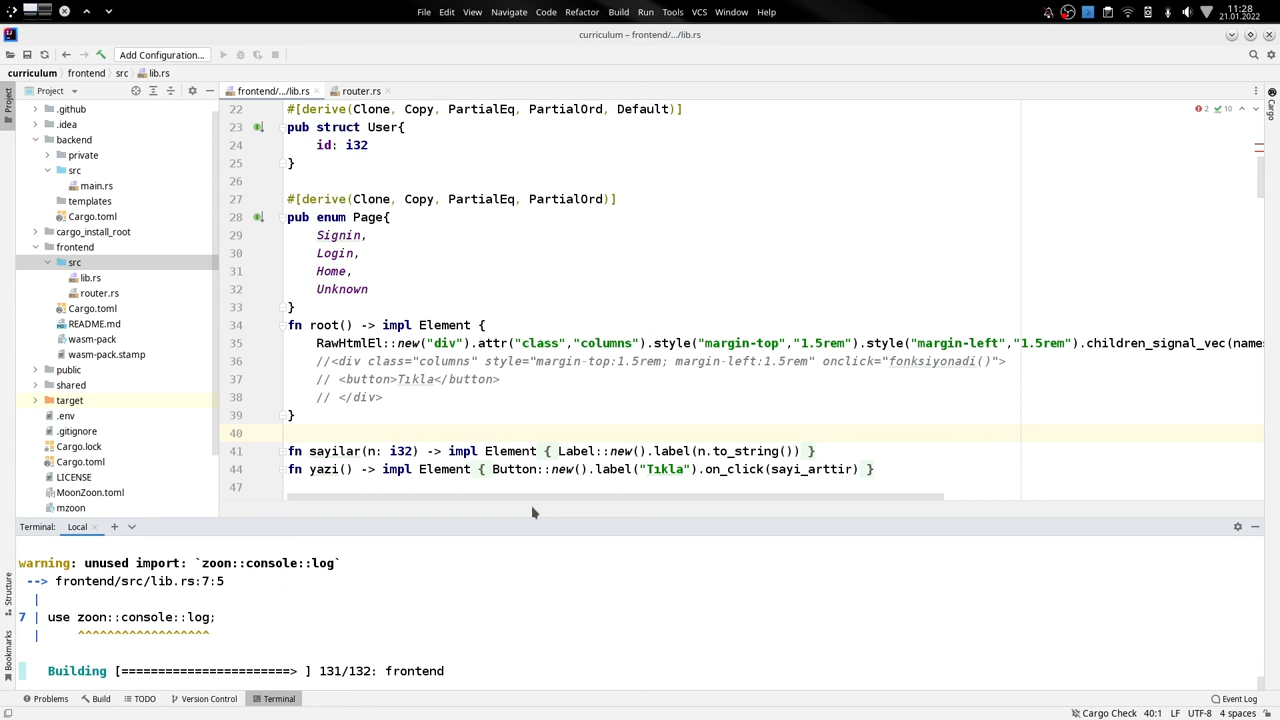 File Edit View Navigate Code Refactor Build Run Tools VCS Window Help
11:28
21.01.2022
curriculum – frontend/.../lib.rs
Add Configuration...
curriculum frontend src lib.rs
Project
frontend/.../lib.rs
router.rs
Project
Structure
Bookmarks
Cargo
.github
.idea
backend
private
src
main.rs
templates
Cargo.toml
cargo_install_root
frontend
src
lib.rs
router.rs
Cargo.toml
README.md
wasm-pack
wasm-pack.stamp
public
shared
target
.env
.gitignore
Cargo.lock
Cargo.toml
LICENSE
MoonZoon.toml
mzoon
2 10
22 #[derive(Clone, Copy, PartialEq, PartialOrd, Default)]
23 pub struct User{
24 id: i32
25 }
26
27 #[derive(Clone, Copy, PartialEq, PartialOrd)]
28 pub enum Page{
29 Signin,
30 Login,
31 Home,
32 Unknown
33 }
34 fn root() -> impl Element {
35 RawHtmlEl::new("div").attr("class","columns").style("margin-top","1.5rem").style("margin-left","1.5rem").children_signal_vec(names
36 //<div class="columns" style="margin-top:1.5rem; margin-left:1.5rem" onclick="fonksiyonadi()">
37 // <button>Tıkla</button>
38 // </div>
39 }
40
41 fn sayilar(n: i32) -> impl Element { Label::new().label(n.to_string()) }
44 fn yazi() -> impl Element { Button::new().label("Tıkla").on_click(sayi_arttir) }
47
Terminal: Local
warning: unused import: `zoon::console::log`
--> frontend/src/lib.rs:7:5
|
7 | use zoon::console::log;
| ^^^^^^^^^^^^^^^^^^
Building [=======================> ] 131/132: frontend
Problems Build TODO Version Control Terminal Event Log
Cargo Check 40:1 LF UTF-8 4 spaces